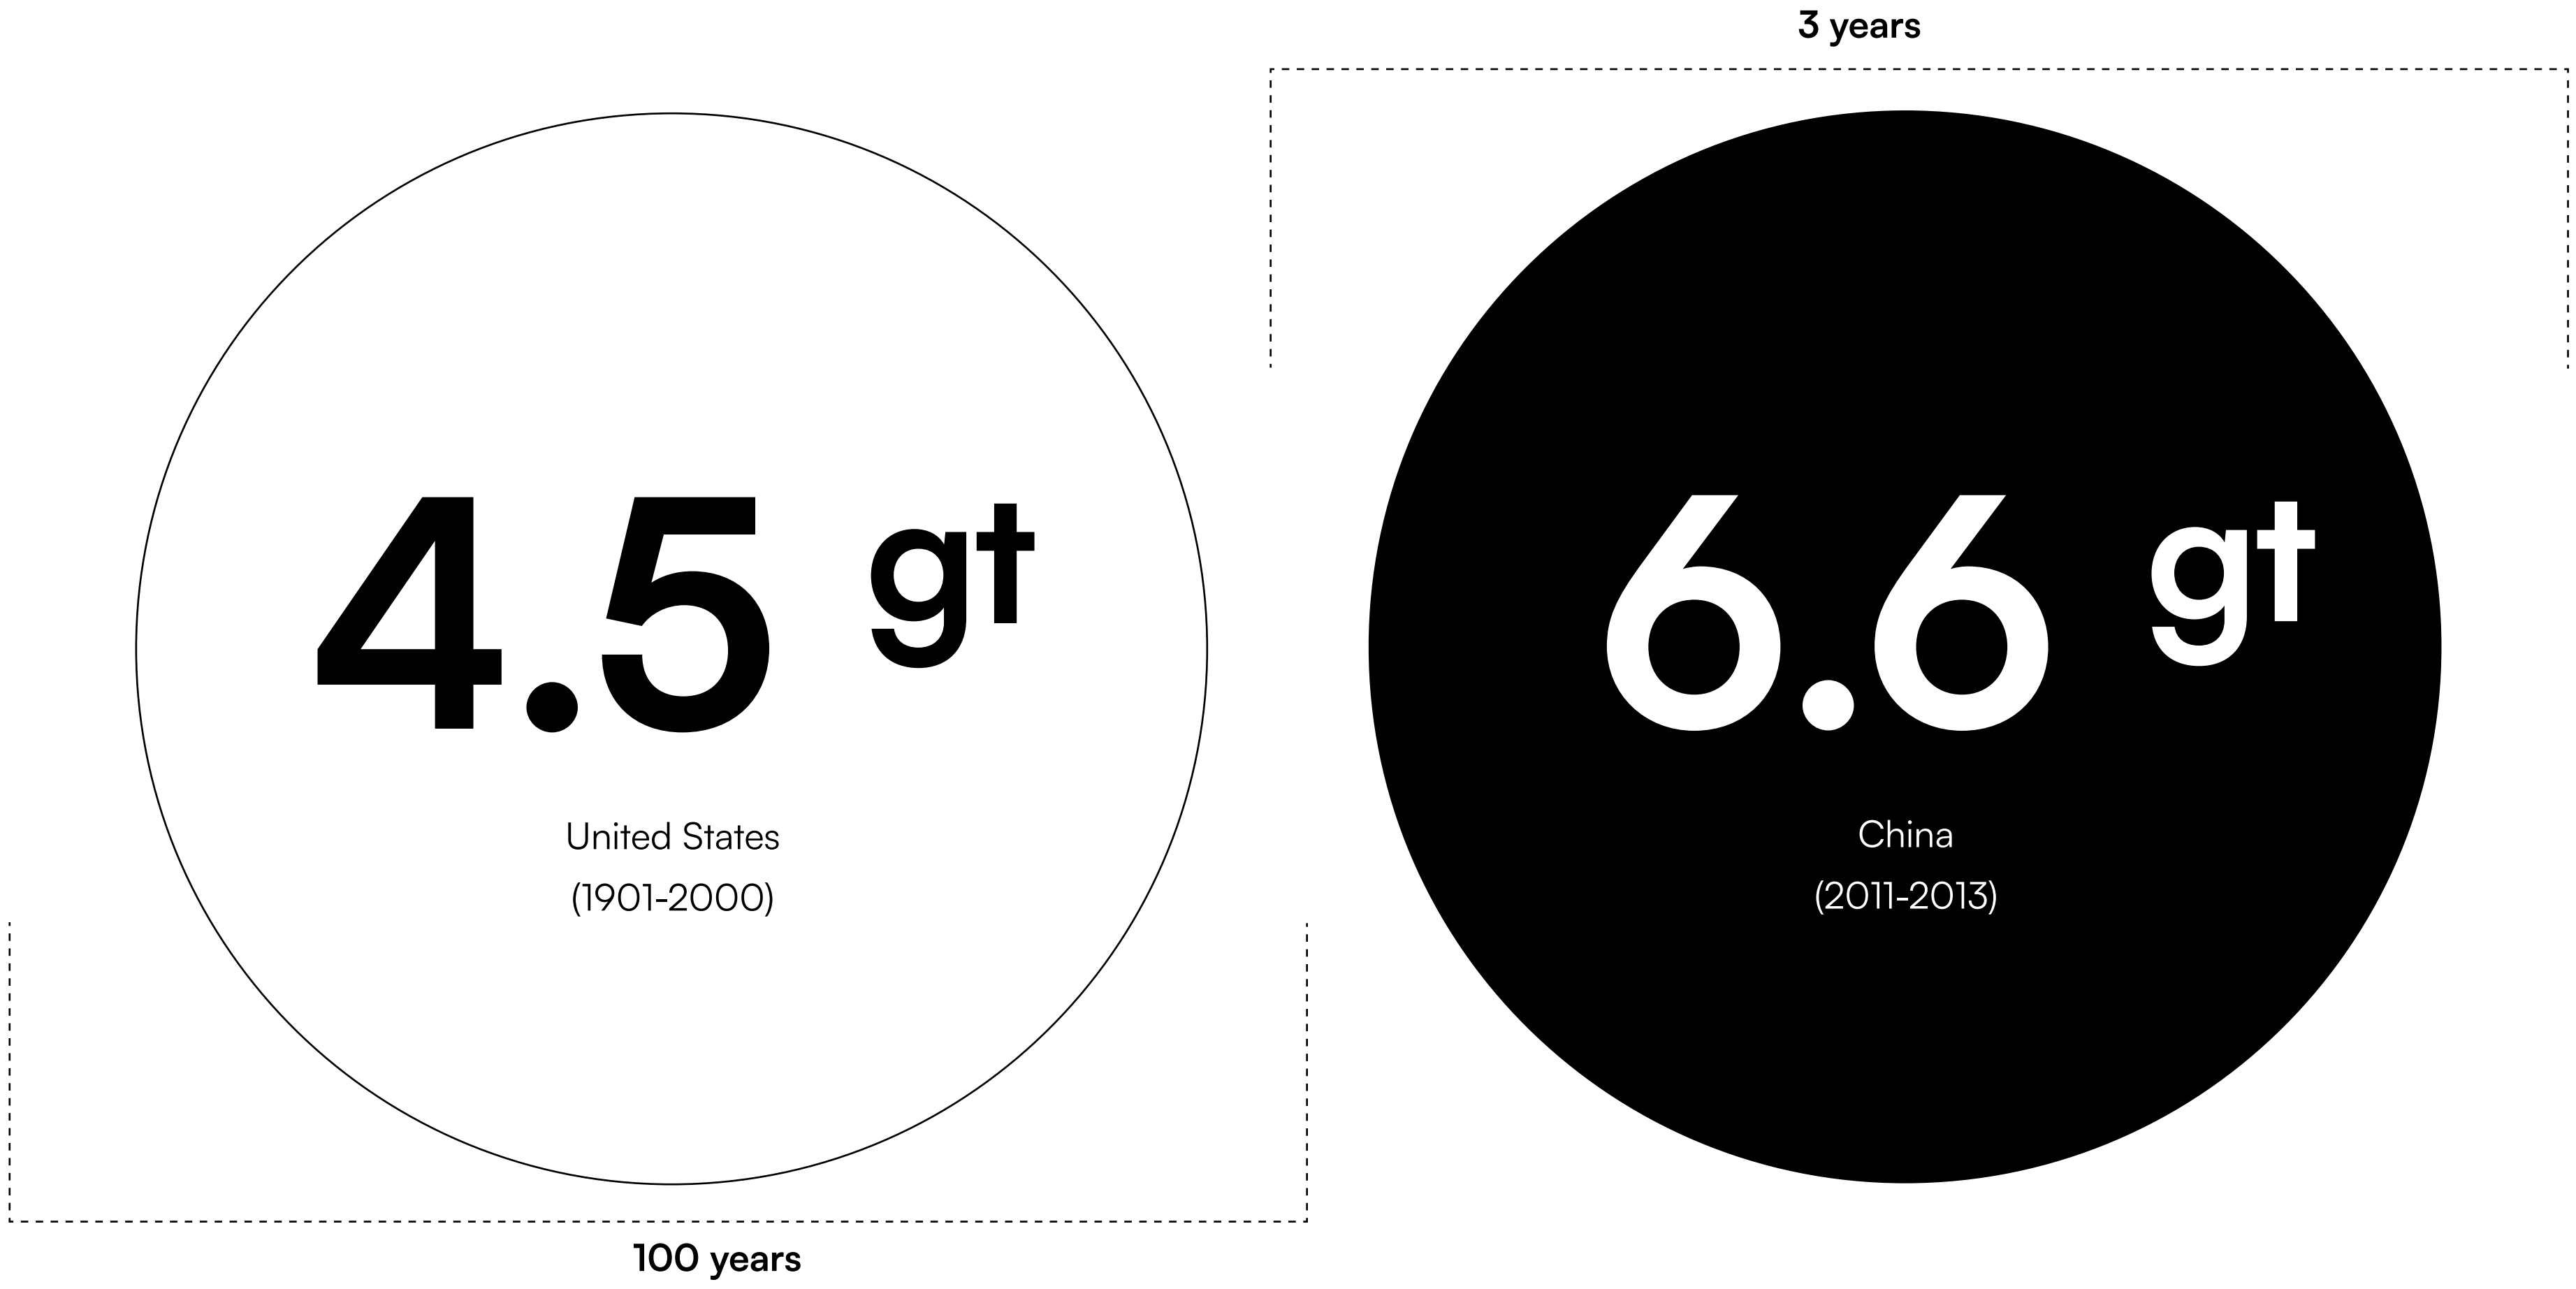 3 years
4.5 gt
United States
(1901-2000)
100 years
6.6 gt
China
(2011-2013)